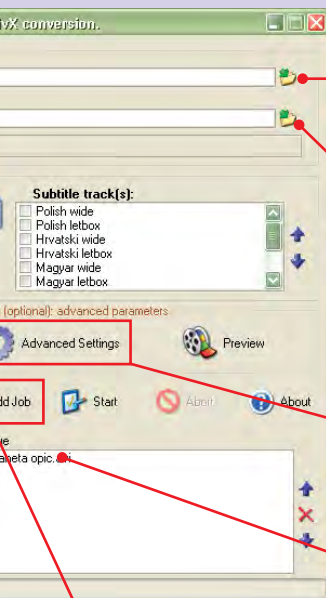 vX conversion.
Subtitle track(s):
Polish wide
Polish letbox
Hrvatski wide
Hrvatski letbox
Magyar wide
Magyar letbox
(optional): advanced parameters
Advanced Settings
Preview
dd Job
Start
Abort
About
aneta opic.